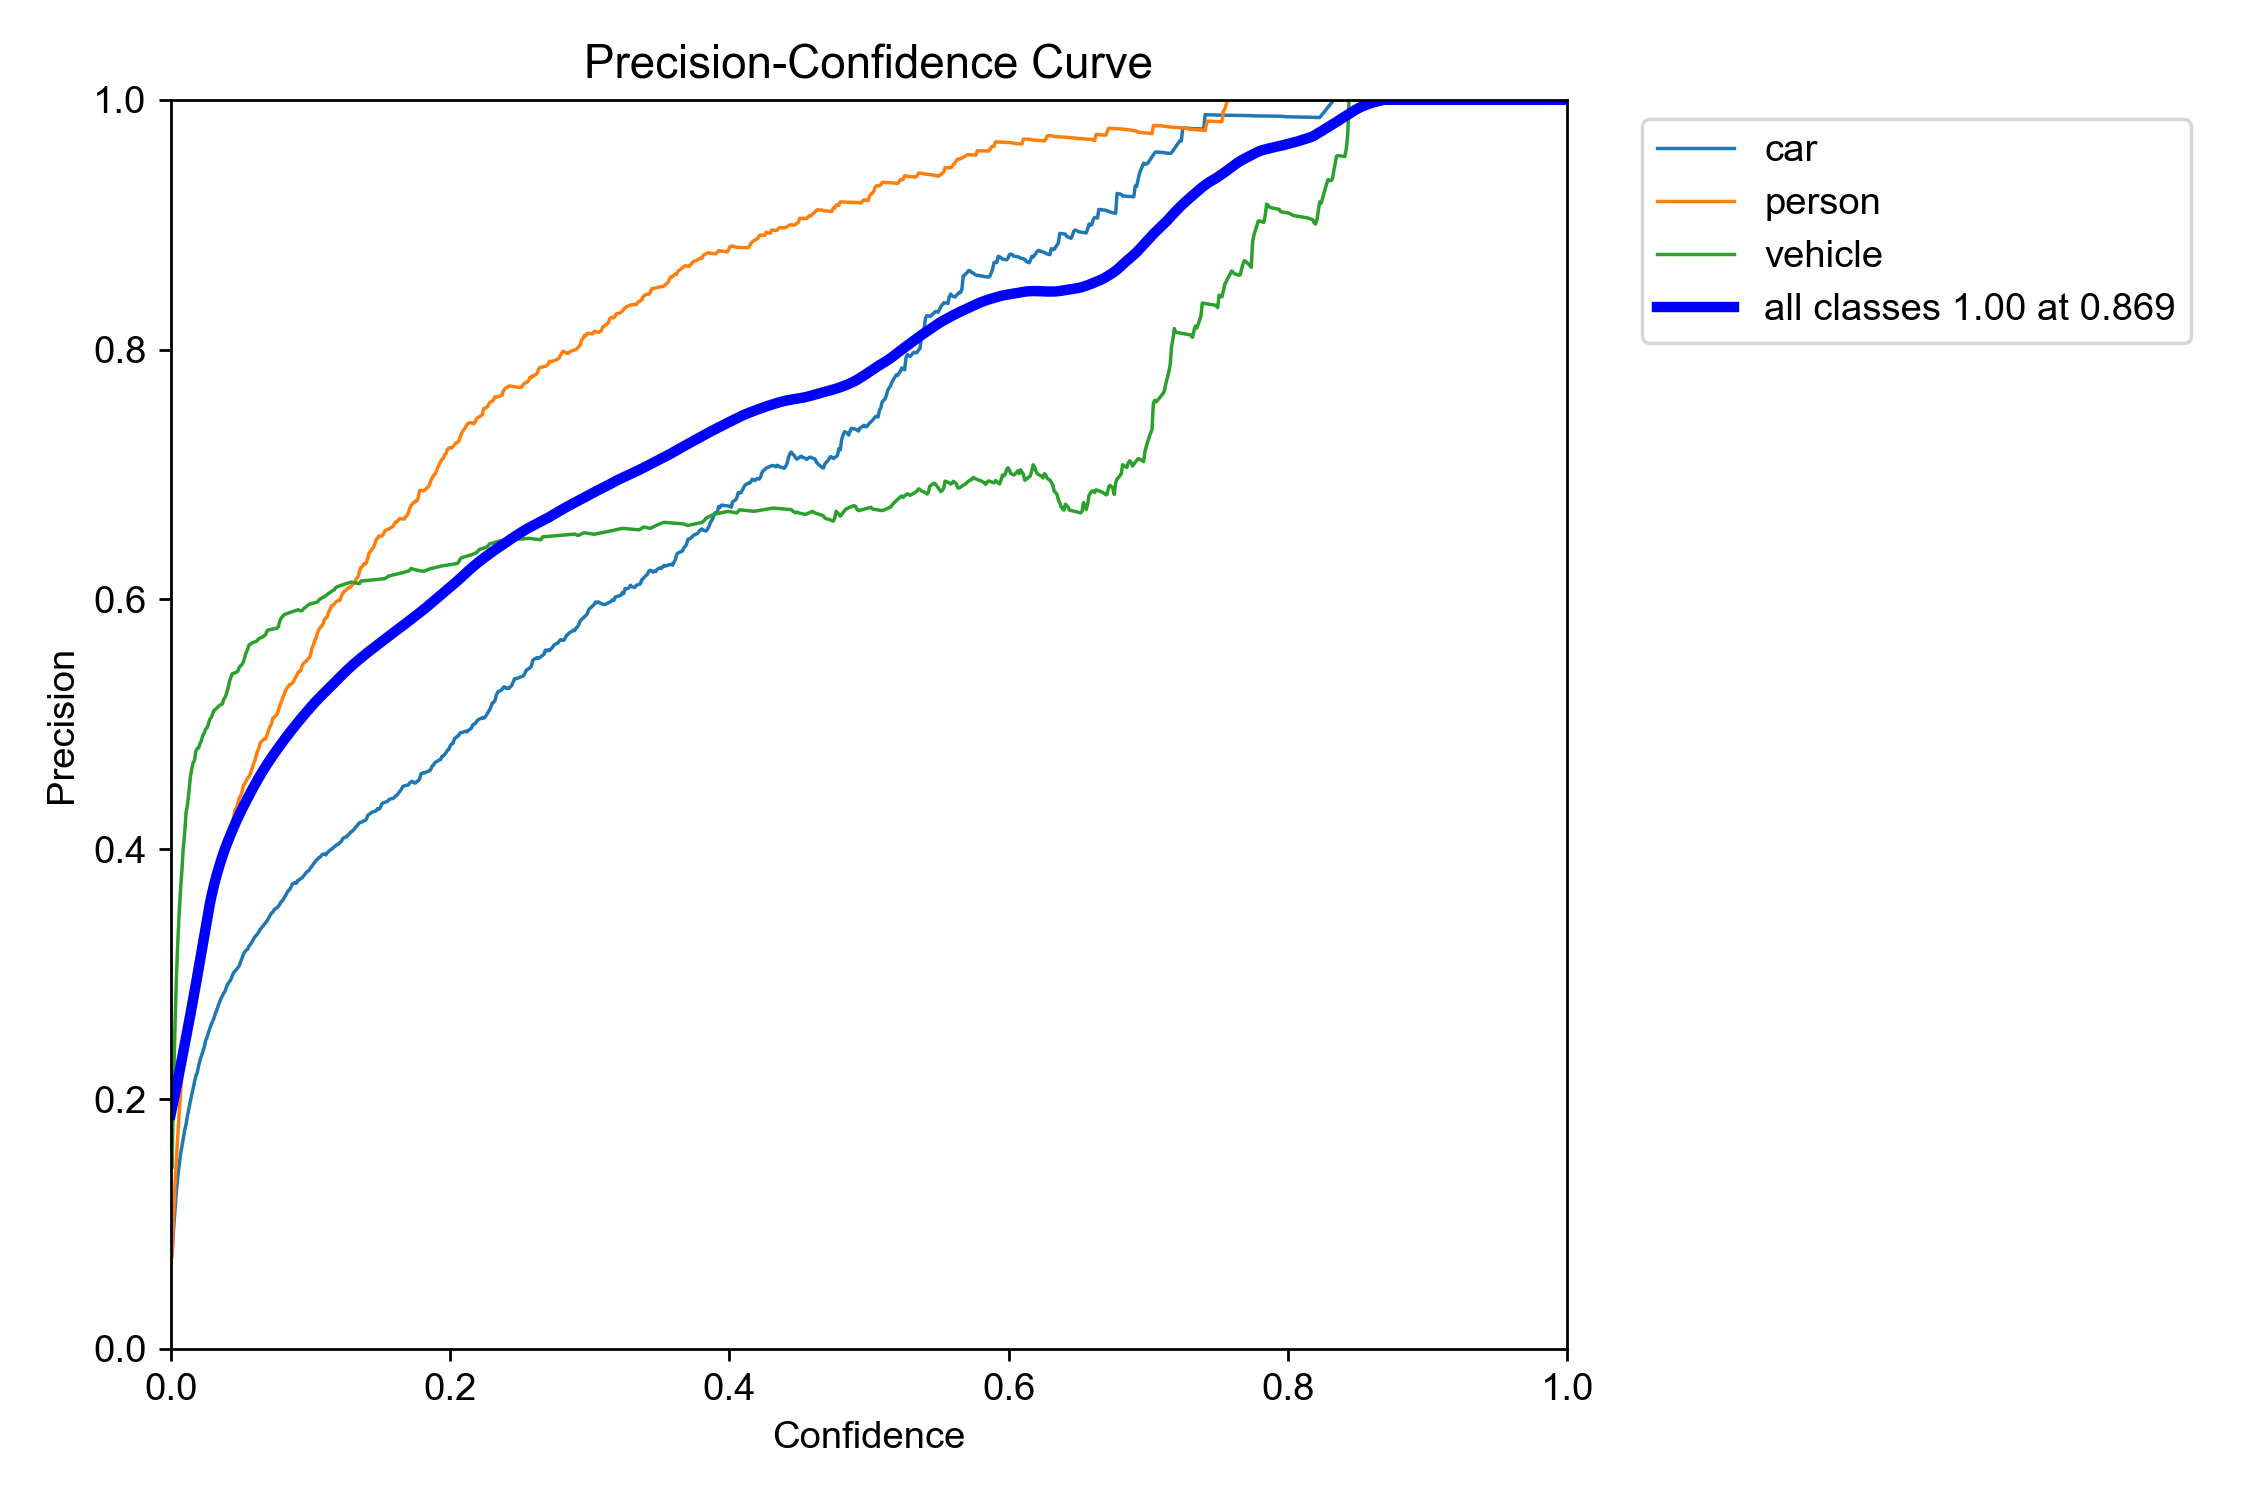 Precision-Confidence Curve
1.0
0.8
0.6
0.4
0.2
0.0
Precision
0.0 0.2 0.4 0.6 0.8 1.0
Confidence
car
person
vehicle
all classes 1.00 at 0.869